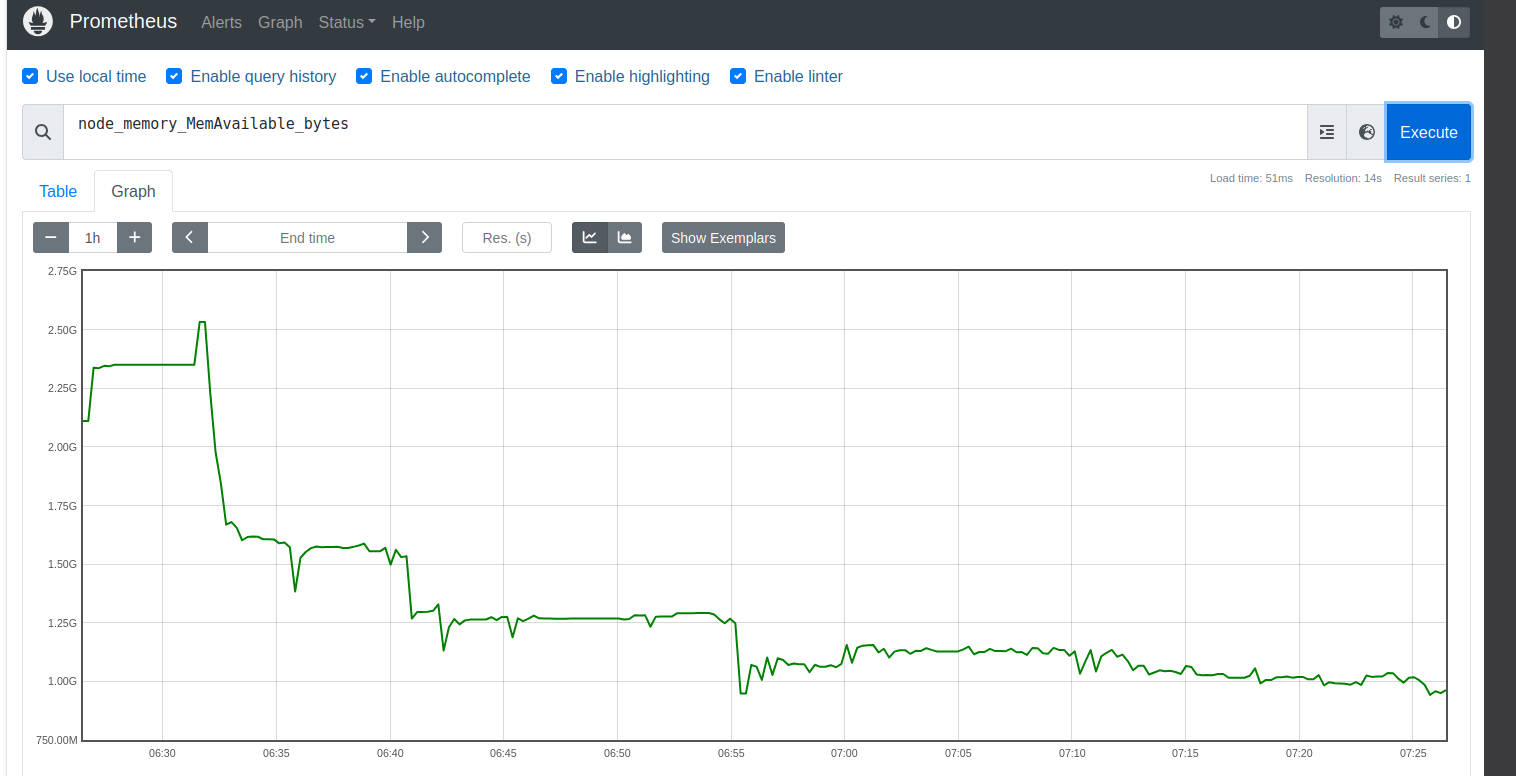 Prometheus Alerts Graph Status Help
Use local time Enable query history Enable autocomplete Enable highlighting Enable linter
node_memory_MemAvailable_bytes
Execute
Load time: 51ms Resolution: 14s Result series: 1
Table Graph
1h End time Res. (s) Show Exemplars
2.75G
2.50G
2.25G
2.00G
1.75G
1.50G
1.25G
1.00G
750.00M
06:30 06:35 06:40 06:45 06:50 06:55 07:00 07:05 07:10 07:15 07:20 07:25